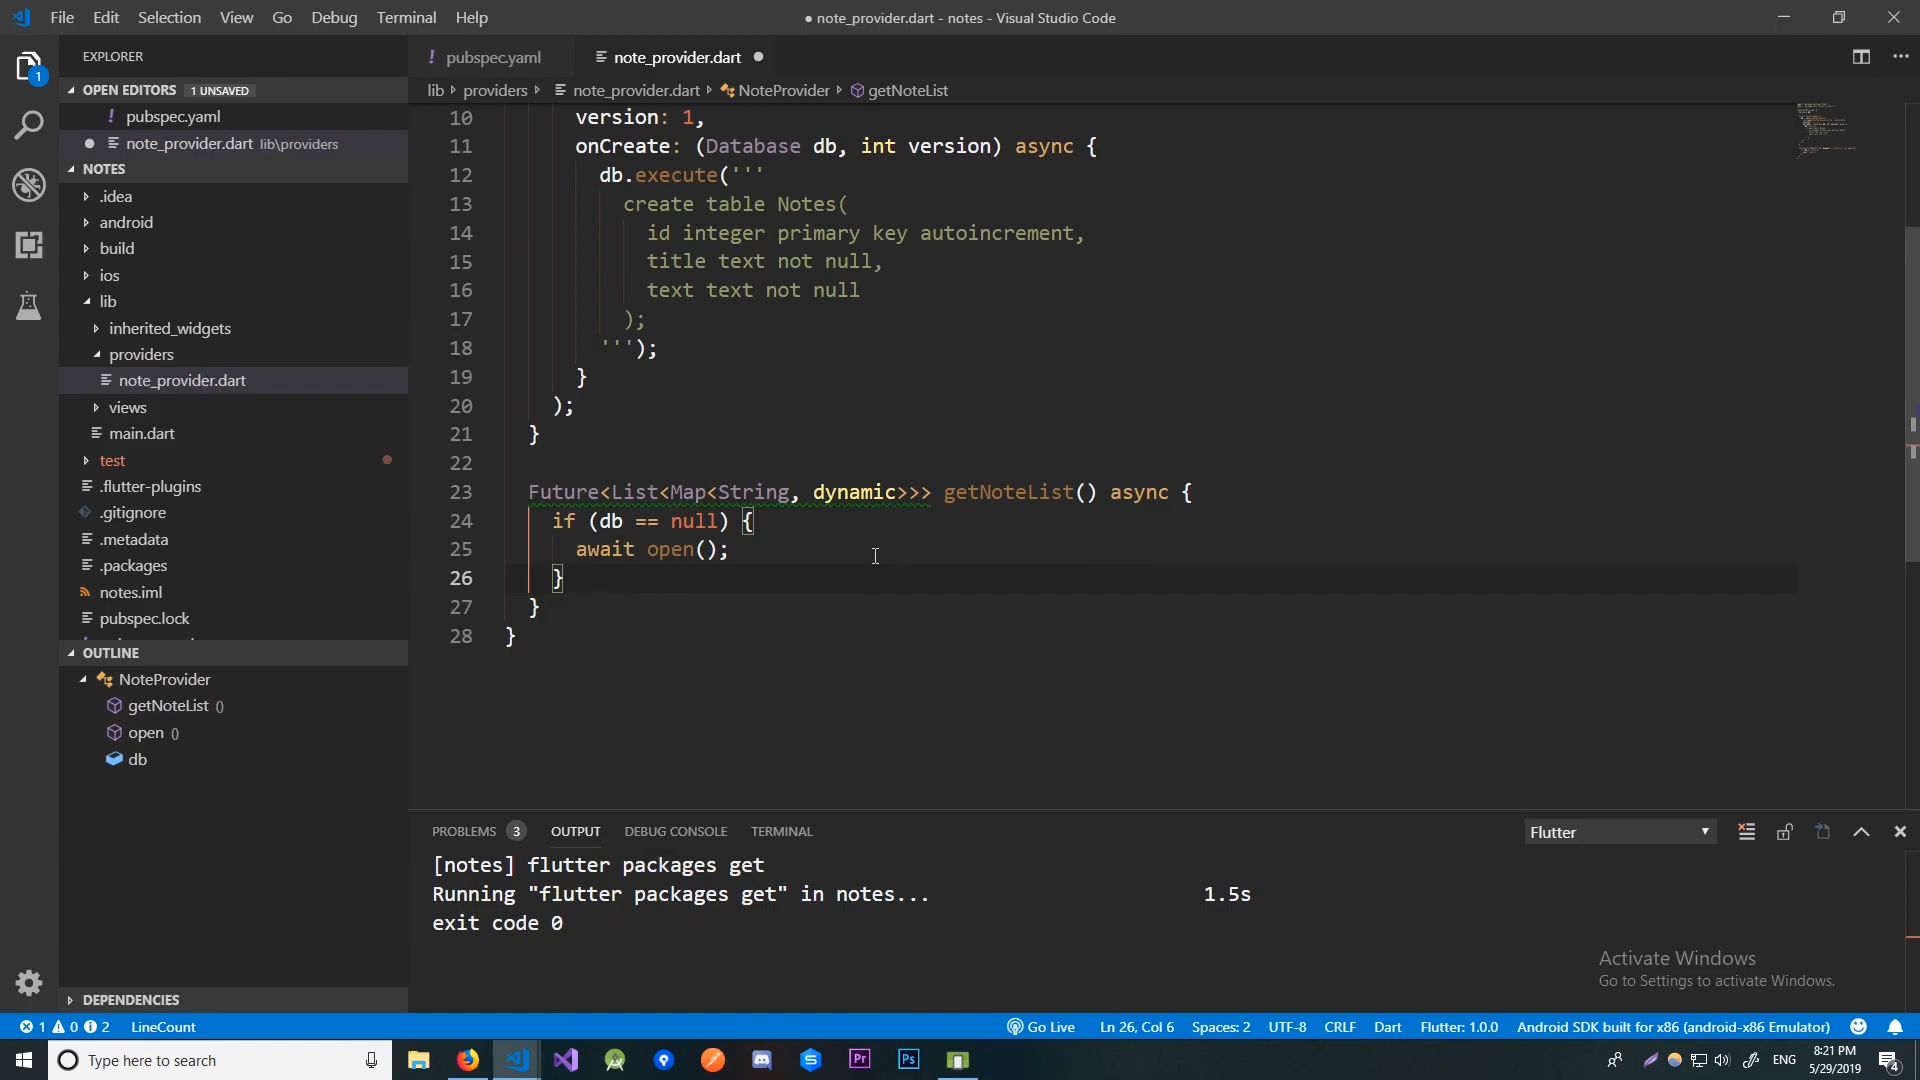 File Edit Selection View Go Debug Terminal Help
● note_provider.dart - notes - Visual Studio Code
EXPLORER
OPEN EDITORS 1 UNSAVED
pubspec.yaml
note_provider.dart lib\providers
NOTES
.idea
android
build
ios
lib
inherited_widgets
providers
note_provider.dart
views
main.dart
test
.flutter-plugins
.gitignore
.metadata
.packages
notes.iml
pubspec.lock
OUTLINE
NoteProvider
getNoteList ()
open ()
db
DEPENDENCIES
! pubspec.yaml note_provider.dart ●
lib providers note_provider.dart NoteProvider getNoteList
10 version: 1,
11 onCreate: (Database db, int version) async {
12 db.execute('''
13 create table Notes(
14 id integer primary key autoincrement,
15 title text not null,
16 text text not null
17 );
18 ''');
19 }
20 );
21 }
22
23 Future<List<Map<String, dynamic>>> getNoteList() async {
24 if (db == null) {
25 await open();
26 }
27 }
28 }
PROBLEMS 3 OUTPUT DEBUG CONSOLE TERMINAL Flutter
[notes] flutter packages get
Running "flutter packages get" in notes... 1.5s
exit code 0
Activate Windows
Go to Settings to activate Windows.
1 0 2 LineCount Go Live Ln 26, Col 6 Spaces: 2 UTF-8 CRLF Dart Flutter: 1.0.0 Android SDK built for x86 (android-x86 Emulator)
Type here to search Pr Ps ENG 8:21 PM
5/29/2019 4